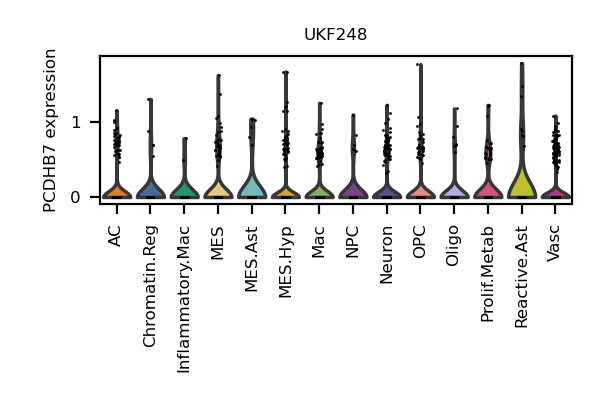 UKF248
PCDHB7 expression
1
0
AC
Chromatin.Reg
Inflammatory.Mac
MES
MES.Ast
MES.Hyp
Mac
NPC
Neuron
OPC
Oligo
Prolif.Metab
Reactive.Ast
Vasc